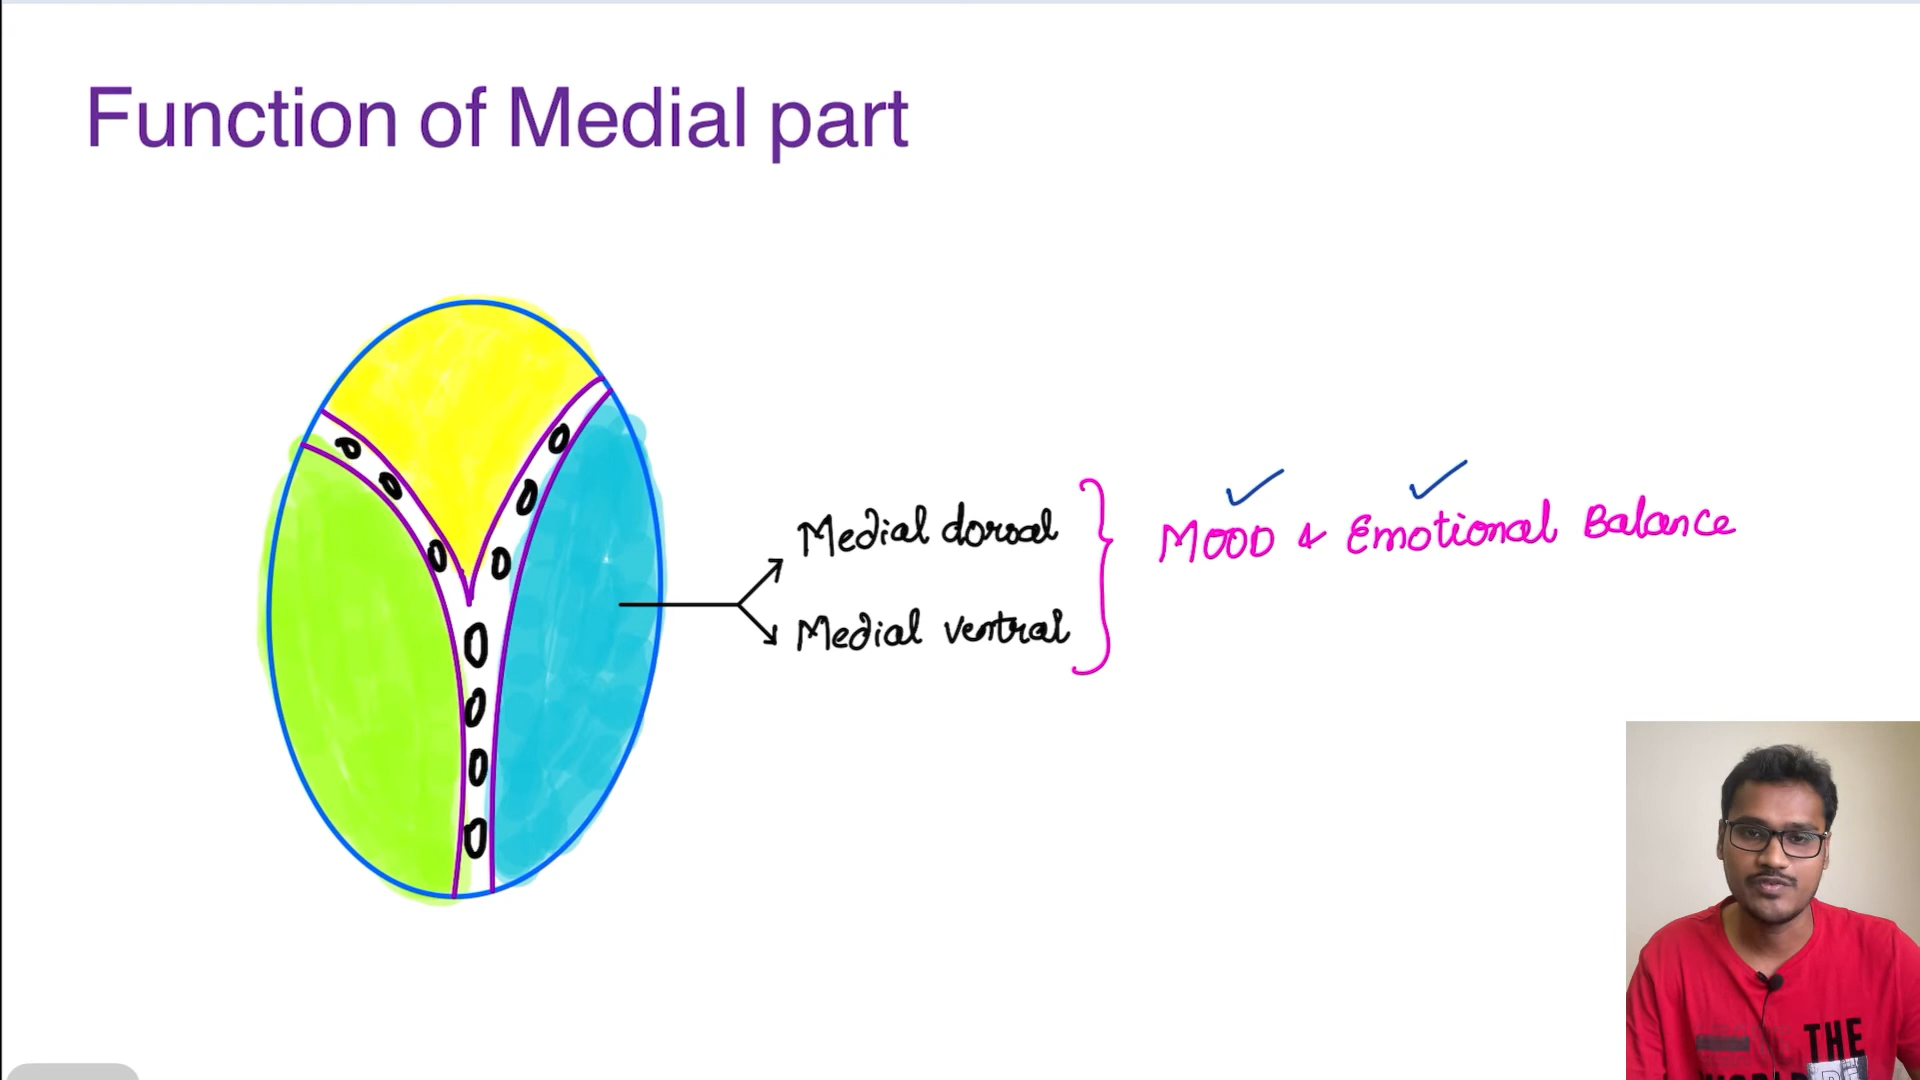 Function of Medial part
Medial dorsal
Medial ventral
MOOD & Emotional Balance
THE